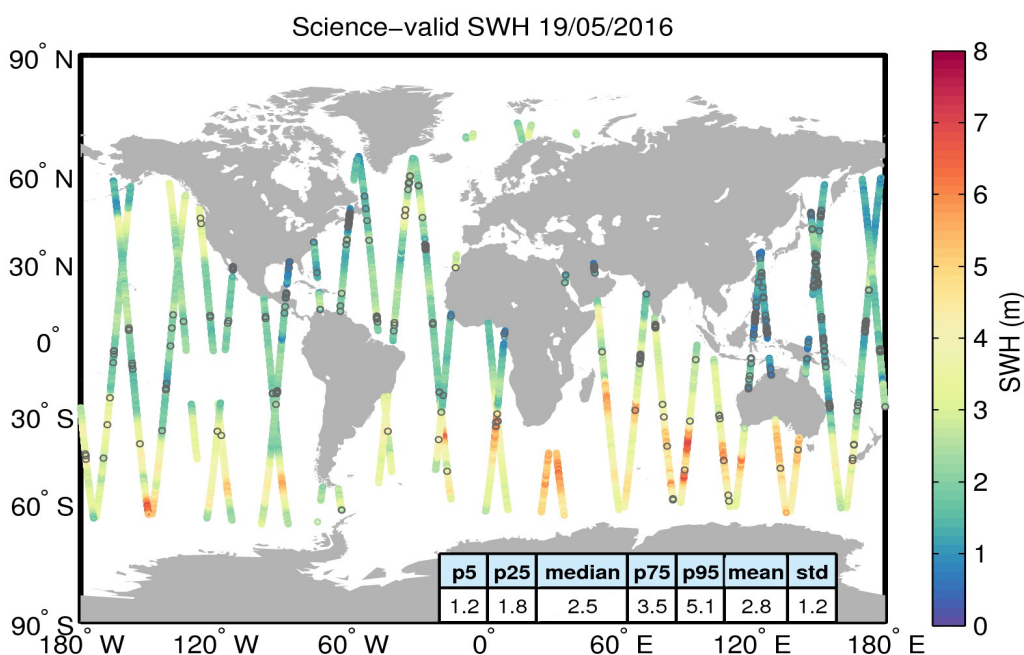 Science−valid SWH 19/05/2016
90° N
60° N
30° N
0°
30° S
60° S
90° S
180° W
120° W
60° W
0°
60° E
120° E
180° E
p5 p25 median p75 p95 mean std
1.2 1.8 2.5 3.5 5.1 2.8 1.2
8
7
6
5
4
3
2
1
0
SWH (m)